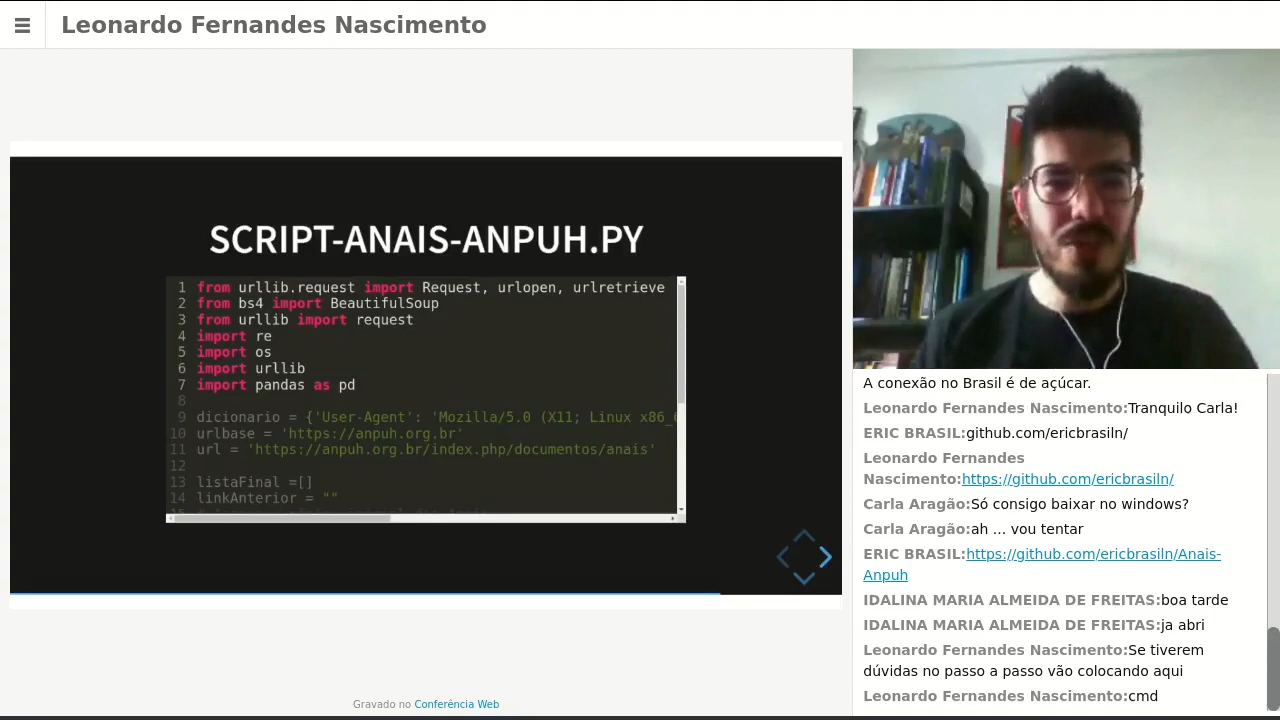 Leonardo Fernandes Nascimento
SCRIPT-ANAIS-ANPUH.PY
1 from urllib.request import Request, urlopen, urlretrieve
2 from bs4 import BeautifulSoup
3 from urllib import request
4 import re
5 import os
6 import urllib
7 import pandas as pd
8
9 dicionario = {'User-Agent': 'Mozilla/5.0 (X11; Linux x86_6
10 urlbase = 'https://anpuh.org.br'
11 url = 'https://anpuh.org.br/index.php/documentos/anais'
12
13 listaFinal =[]
14 linkAnterior = ""
Gravado no Conferência Web
A conexão no Brasil é de açúcar.
Leonardo Fernandes Nascimento:Tranquilo Carla!
ERIC BRASIL:github.com/ericbrasiln/
Leonardo Fernandes
Nascimento:https://github.com/ericbrasiln/
Carla Aragão:Só consigo baixar no windows?
Carla Aragão:ah ... vou tentar
ERIC BRASIL:https://github.com/ericbrasiln/Anais-
Anpuh
IDALINA MARIA ALMEIDA DE FREITAS:boa tarde
IDALINA MARIA ALMEIDA DE FREITAS:ja abri
Leonardo Fernandes Nascimento:Se tiverem
dúvidas no passo a passo vão colocando aqui
Leonardo Fernandes Nascimento:cmd